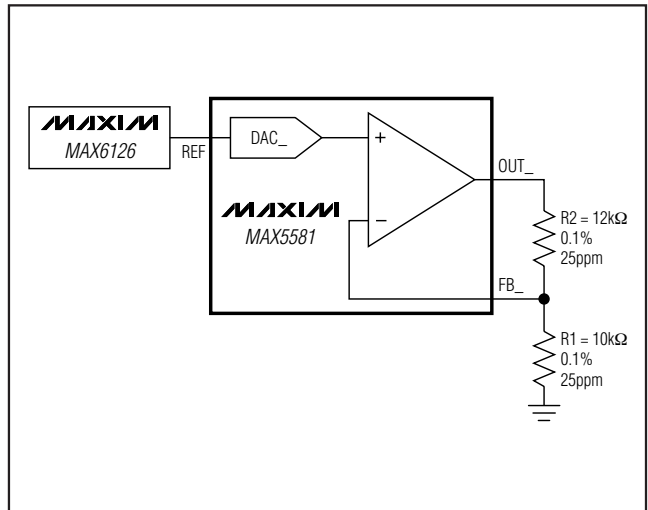 MAXIM
MAX6126
REF
DAC_
+
−
MAXIM
MAX5581
OUT_
FB_
R2 = 12kΩ
0.1%
25ppm
R1 = 10kΩ
0.1%
25ppm